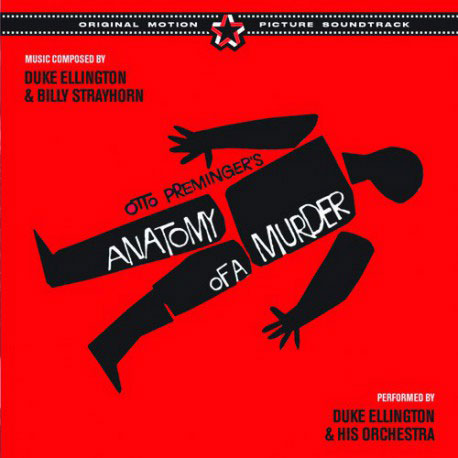 ORIGINAL MOTION PICTURE SOUNDTRACK
MUSIC COMPOSED BY
DUKE ELLINGTON
& BILLY STRAYHORN
OTTO PREMINGER'S
ANATOMY
OF A MURDER
PERFORMED BY
DUKE ELLINGTON
& HIS ORCHESTRA